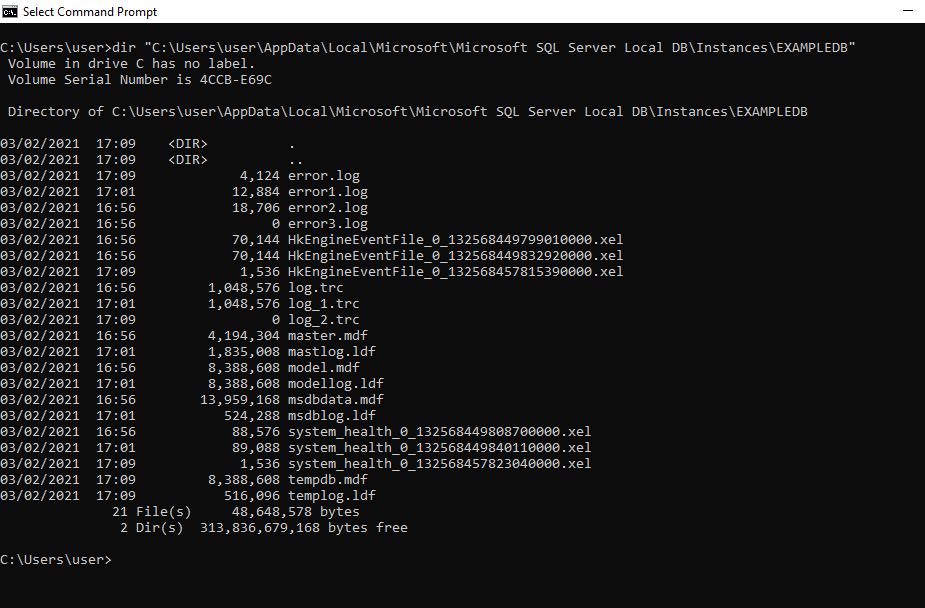 Select Command Prompt
C:\Users\user>dir "C:\Users\user\AppData\Local\Microsoft\Microsoft SQL Server Local DB\Instances\EXAMPLEDB"
 Volume in drive C has no label.
 Volume Serial Number is 4CCB-E69C

 Directory of C:\Users\user\AppData\Local\Microsoft\Microsoft SQL Server Local DB\Instances\EXAMPLEDB

03/02/2021  17:09    <DIR>          .
03/02/2021  17:09    <DIR>          ..
03/02/2021  17:09             4,124 error.log
03/02/2021  17:01            12,884 error1.log
03/02/2021  16:56            18,706 error2.log
03/02/2021  16:56                 0 error3.log
03/02/2021  16:56            70,144 HkEngineEventFile_0_132568449799010000.xel
03/02/2021  16:56            70,144 HkEngineEventFile_0_132568449832920000.xel
03/02/2021  17:09             1,536 HkEngineEventFile_0_132568457815390000.xel
03/02/2021  16:56         1,048,576 log.trc
03/02/2021  17:01         1,048,576 log_1.trc
03/02/2021  17:09                 0 log_2.trc
03/02/2021  16:56         4,194,304 master.mdf
03/02/2021  17:01         1,835,008 mastlog.ldf
03/02/2021  16:56         8,388,608 model.mdf
03/02/2021  17:01         8,388,608 modellog.ldf
03/02/2021  16:56        13,959,168 msdbdata.mdf
03/02/2021  17:01           524,288 msdblog.ldf
03/02/2021  16:56            88,576 system_health_0_132568449808700000.xel
03/02/2021  17:01            89,088 system_health_0_132568449840110000.xel
03/02/2021  17:09             1,536 system_health_0_132568457823040000.xel
03/02/2021  17:09         8,388,608 tempdb.mdf
03/02/2021  17:09           516,096 templog.ldf
              21 File(s)     48,648,578 bytes
               2 Dir(s)  313,836,679,168 bytes free

C:\Users\user>